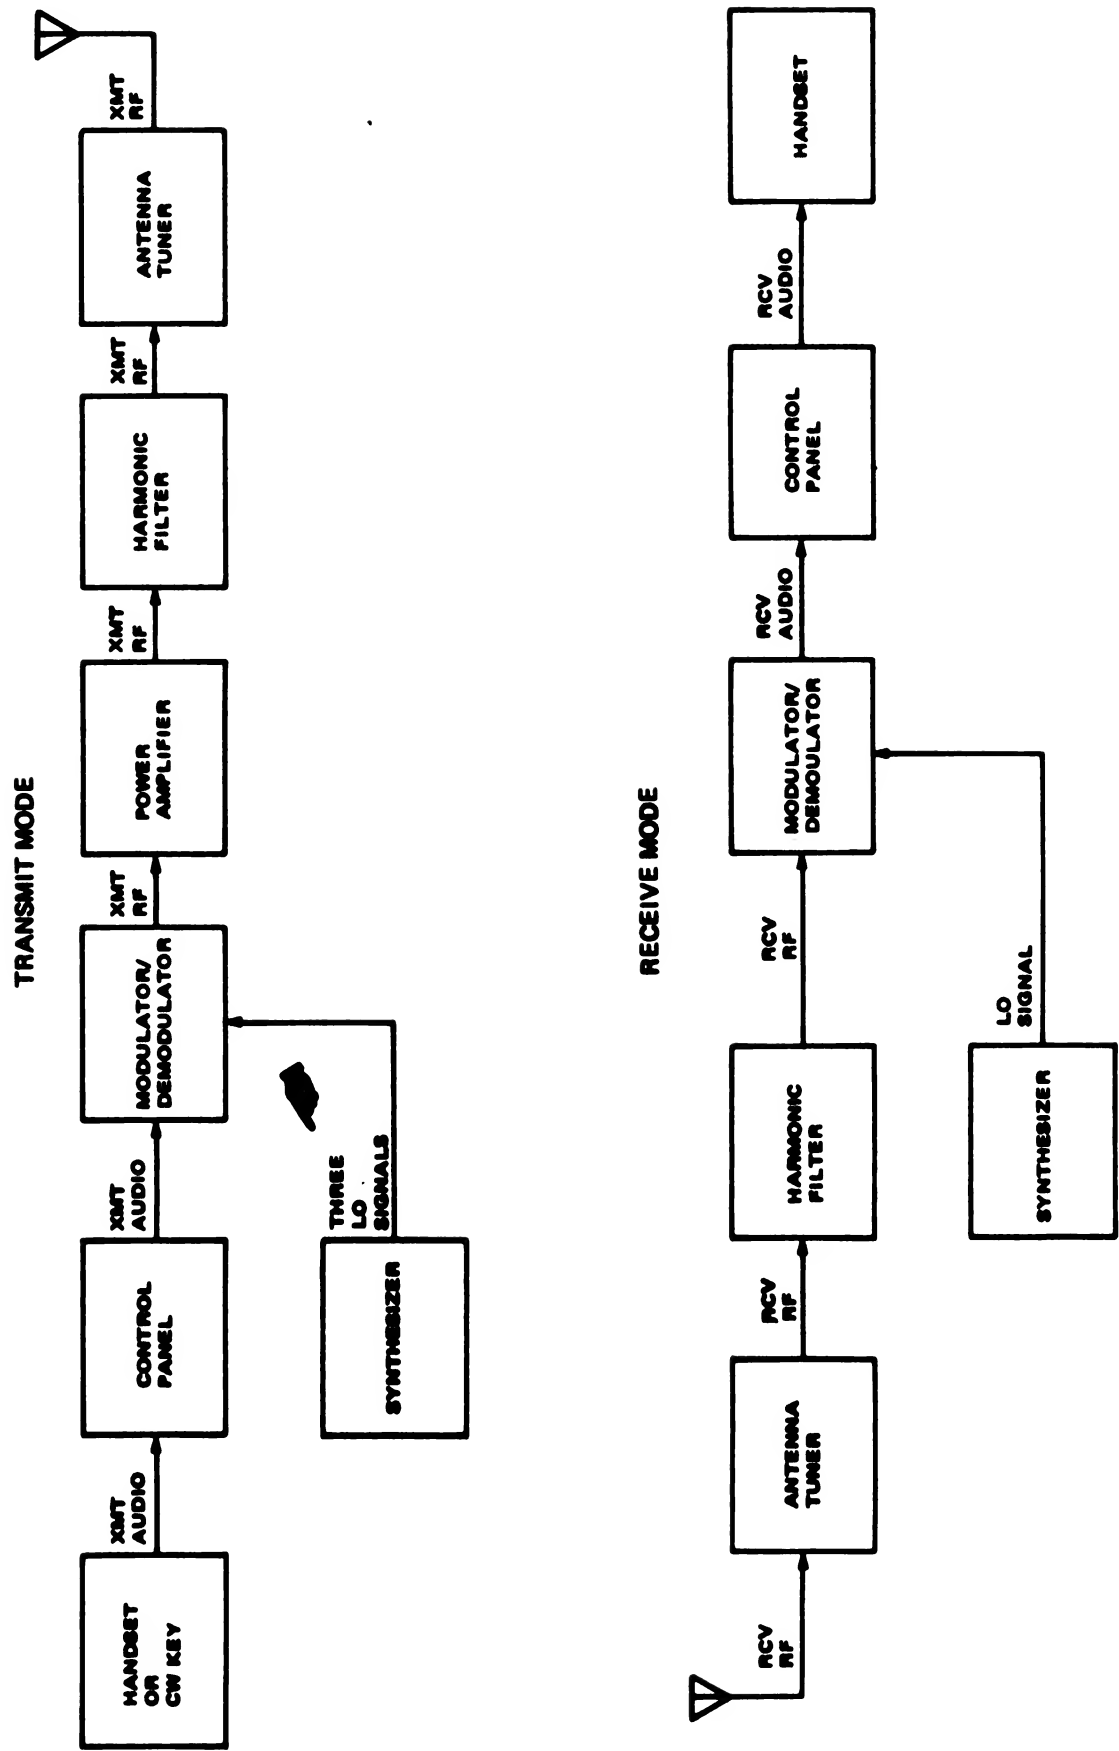 TRANSMIT MODE
HANDSET
OR
CW KEY
XMT
AUDIO
CONTROL
PANEL
XMT
AUDIO
MODULATOR/
DEMODULATOR
XMT
RF
POWER
AMPLIFIER
XMT
RF
HARMONIC
FILTER
XMT
RF
ANTENNA
TUNER
XMT
RF
SYNTHESIZER
THREE
LO
SIGNALS
RECEIVE MODE
RCV
RF
ANTENNA
TUNER
RCV
RF
HARMONIC
FILTER
RCV
RF
MODULATOR/
DEMOULATOR
RCV
AUDIO
CONTROL
PANEL
RCV
AUDIO
HANDSET
SYNTHESIZER
LO
SIGNAL